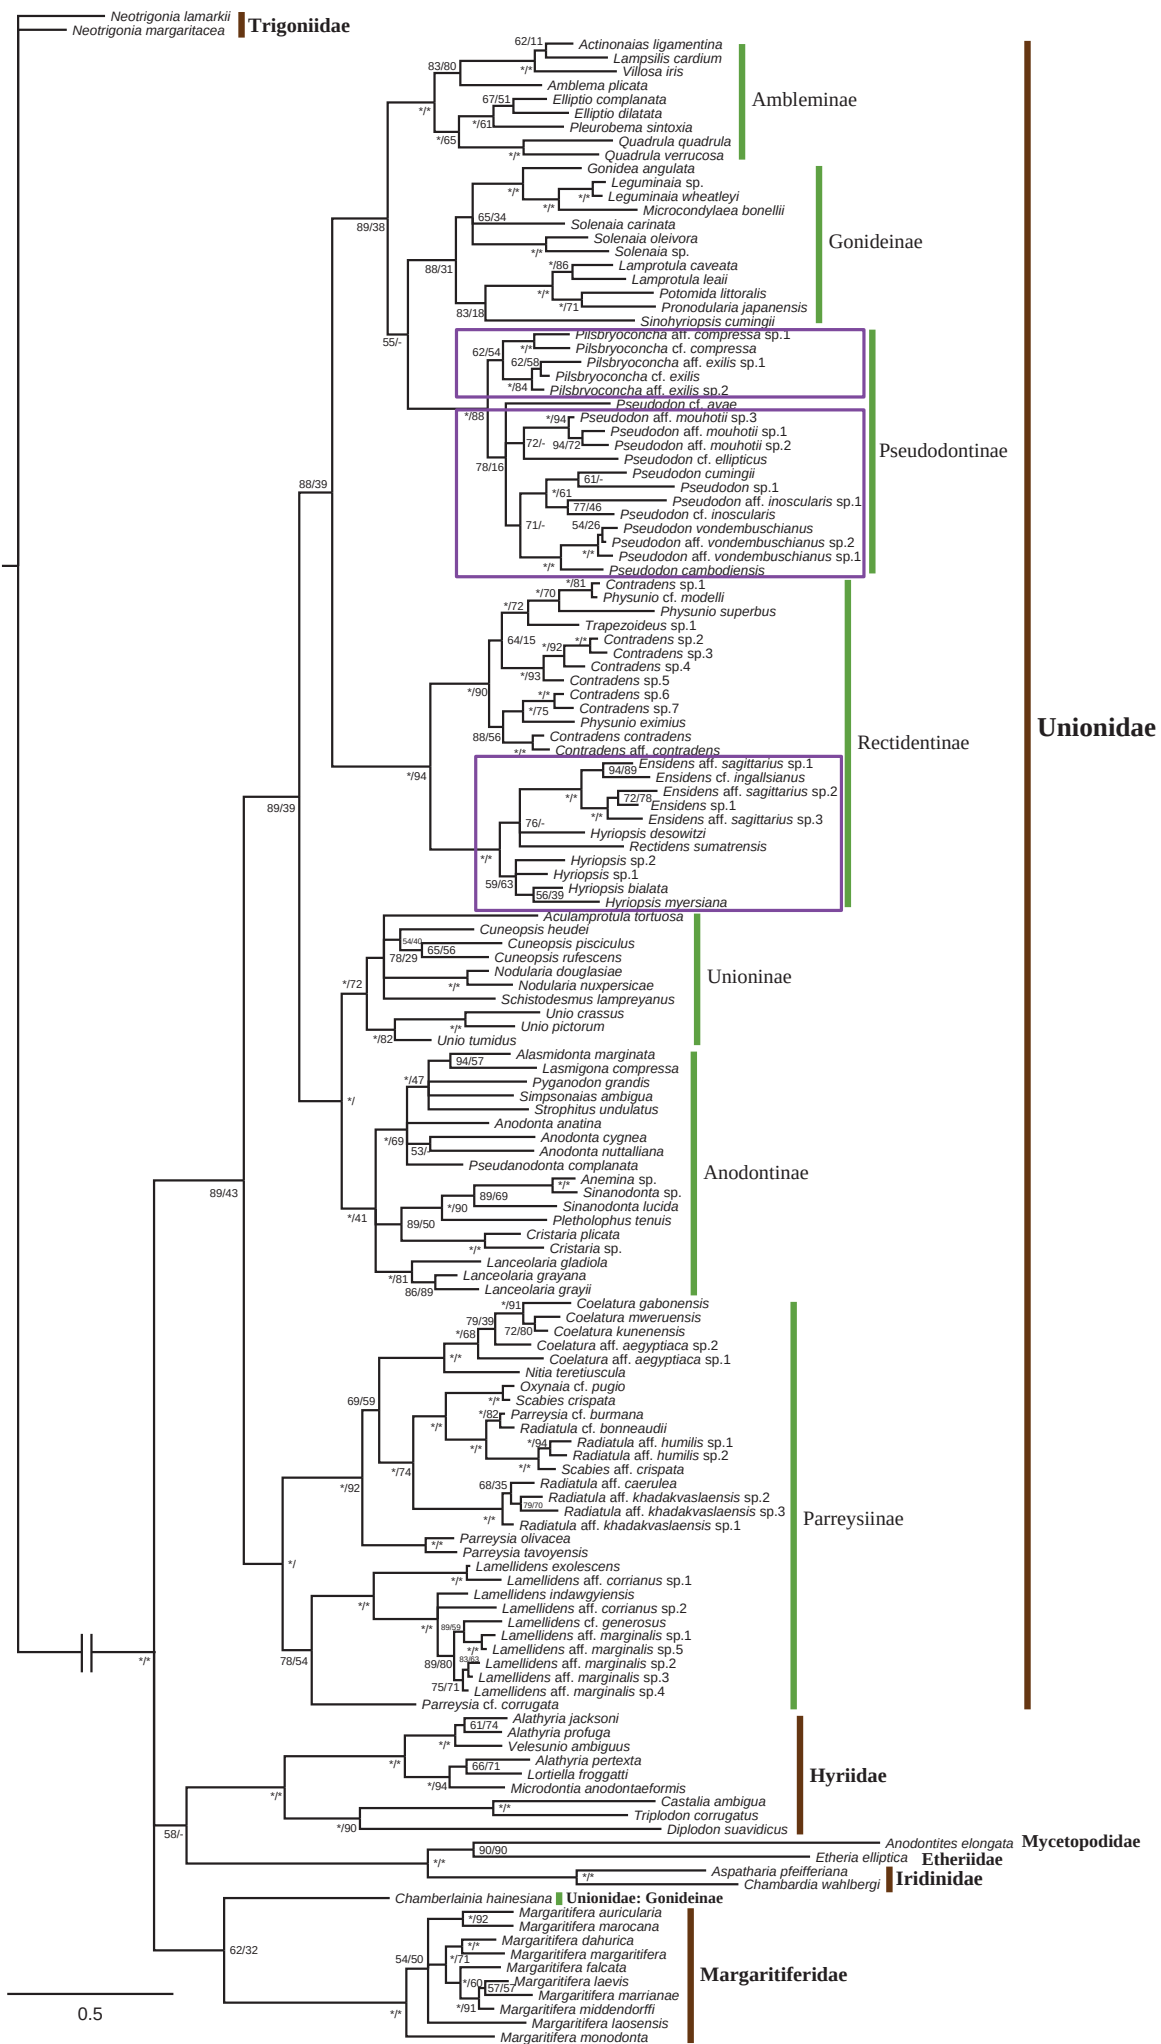 Neotrigonia lamarkii
Neotrigonia margaritacea
Trigoniidae
62/11
Actinonaias ligamentina
Lampsilis cardium
*/*
Villosa iris
83/80
Amblema plicata
67/51
Elliptio complanata
Elliptio dilatata
*/61
Pleurobema sintoxia
*/*
*/65
Quadrula quadrula
*/*
Quadrula verrucosa
Ambleminae
Gonidea angulata
Leguminaia sp.
*/*
*/*
Leguminaia wheatleyi
*/*
Microcondylaea bonellii
65/34
Solenaia carinata
89/38
Solenaia oleivora
*/*
Solenaia sp.
Gonideinae
88/31
*/86
Lamprotula caveata
Lamprotula leaii
*/*
Potomida littoralis
*/71
Pronodularia japanensis
83/18
Sinohyriopsis cumingii
Pilsbryoconcha aff. compressa sp.1
55/-
*/*
Pilsbryoconcha cf. compressa
62/54
62/58
Pilsbryoconcha aff. exilis sp.1
Pilsbryoconcha cf. exilis
*/84
Pilsbryoconcha aff. exilis sp.2
Pseudodon cf. avae
*/88
*/94
Pseudodon aff. mouhotii sp.3
Pseudodon aff. mouhotii sp.1
72/-
94/72
Pseudodon aff. mouhotii sp.2
Pseudodon cf. ellipticus
Pseudodontinae
78/16
Pseudodon cumingii
61/-
Pseudodon sp.1
*/61
Pseudodon aff. inoscularis sp.1
77/46
Pseudodon cf. inoscularis
71/-
54/26
Pseudodon vondembuschianus
Pseudodon aff. vondembuschianus sp.2
*/*
Pseudodon aff. vondembuschianus sp.1
*/*
Pseudodon cambodiensis
88/39
*/81
Contradens sp.1
*/70
Physunio cf. modelli
*/72
Physunio superbus
Trapezoideus sp.1
64/15
*/*
Contradens sp.2
*/92
Contradens sp.3
Contradens sp.4
*/93
Contradens sp.5
*/90
*/*
Contradens sp.6
*/75
Contradens sp.7
Physunio eximius
88/56
Contradens contradens
*/*
Contradens aff. contradens
Rectidentinae
Unionidae
*/94
Ensidens aff. sagittarius sp.1
94/89
Ensidens cf. ingallsianus
*/*
Ensidens aff. sagittarius sp.2
72/78
Ensidens sp.1
*/*
Ensidens aff. sagittarius sp.3
76/-
Hyriopsis desowitzi
Rectidens sumatrensis
*/*
Hyriopsis sp.2
Hyriopsis sp.1
59/63
Hyriopsis bialata
56/39
Hyriopsis myersiana
89/39
Aculamprotula tortuosa
Cuneopsis heudei
54/40
Cuneopsis pisciculus
78/29
65/56
Cuneopsis rufescens
Nodularia douglasiae
*/*
Nodularia nuxpersicae
*/72
Schistodesmus lampreyanus
Unio crassus
*/*
Unio pictorum
*/82
Unio tumidus
Unioninae
Alasmidonta marginata
94/57
Lasmigona compressa
*/47
Pyganodon grandis
Simpsonaias ambigua
*/
Strophitus undulatus
Anodonta anatina
*/69
Anodonta cygnea
53/-
Anodonta nuttalliana
Pseudanodonta complanata
Anodontinae
Anemina sp.
*/*
89/69
Sinanodonta sp.
*/90
Sinanodonta lucida
89/50
Pletholophus tenuis
*/41
Cristaria plicata
*/*
Cristaria sp.
Lanceolaria gladiola
*/81
Lanceolaria grayana
86/89
Lanceolaria grayii
89/43
*/91
Coelatura gabonensis
79/39
Coelatura mweruensis
72/80
Coelatura kunenensis
*/68
Coelatura aff. aegyptiaca sp.2
*/*
Coelatura aff. aegyptiaca sp.1
Nitia teretiuscula
69/59
Oxynaia cf. pugio
*/*
Scabies crispata
*/82
Parreysia cf. burmana
*/*
Radiatula cf. bonneaudii
*/94
Radiatula aff. humilis sp.1
*/*
Radiatula aff. humilis sp.2
*/*
Scabies aff. crispata
*/74
*/92
68/35
Radiatula aff. caerulea
Radiatula aff. khadakvaslaensis sp.2
79/70
Radiatula aff. khadakvaslaensis sp.3
*/*
Radiatula aff. khadakvaslaensis sp.1
Parreysiinae
Parreysia olivacea
*/*
Parreysia tavoyensis
*/
Lamellidens exolescens
*/*
Lamellidens aff. corrianus sp.1
Lamellidens indawgyiensis
*/*
Lamellidens aff. corrianus sp.2
*/*
89/59
Lamellidens cf. generosus
Lamellidens aff. marginalis sp.1
*/*
Lamellidens aff. marginalis sp.5
89/80
83/63
Lamellidens aff. marginalis sp.2
Lamellidens aff. marginalis sp.3
75/71
Lamellidens aff. marginalis sp.4
78/54
Parreysia cf. corrugata
*/*
Alathyria jacksoni
61/74
Alathyria profuga
*/*
Velesunio ambiguus
*/*
Alathyria pertexta
66/71
Lortiella froggatti
*/94
Microdontia anodontaeformis
*/*
Castalia ambigua
*/*
Triplodon corrugatus
*/90
Diplodon suavidicus
Hyriidae
58/-
Anodontites elongata
Mycetopodidae
90/90
Etheria elliptica
Etheriidae
*/*
Aspatharia pfeifferiana
*/*
Chambardia wahlbergi
Iridinidae
Chamberlainia hainesiana
Unionidae: Gonideinae
Margaritifera auricularia
*/92
Margaritifera marocana
Margaritifera dahurica
*/*
62/32
54/50
Margaritifera margaritifera
*/71
Margaritifera falcata
Margaritifera laevis
*/60
57/57
Margaritifera marrianae
*/91
Margaritifera middendorffi
*/*
Margaritifera laosensis
Margaritifera monodonta
Margaritiferidae
0.5